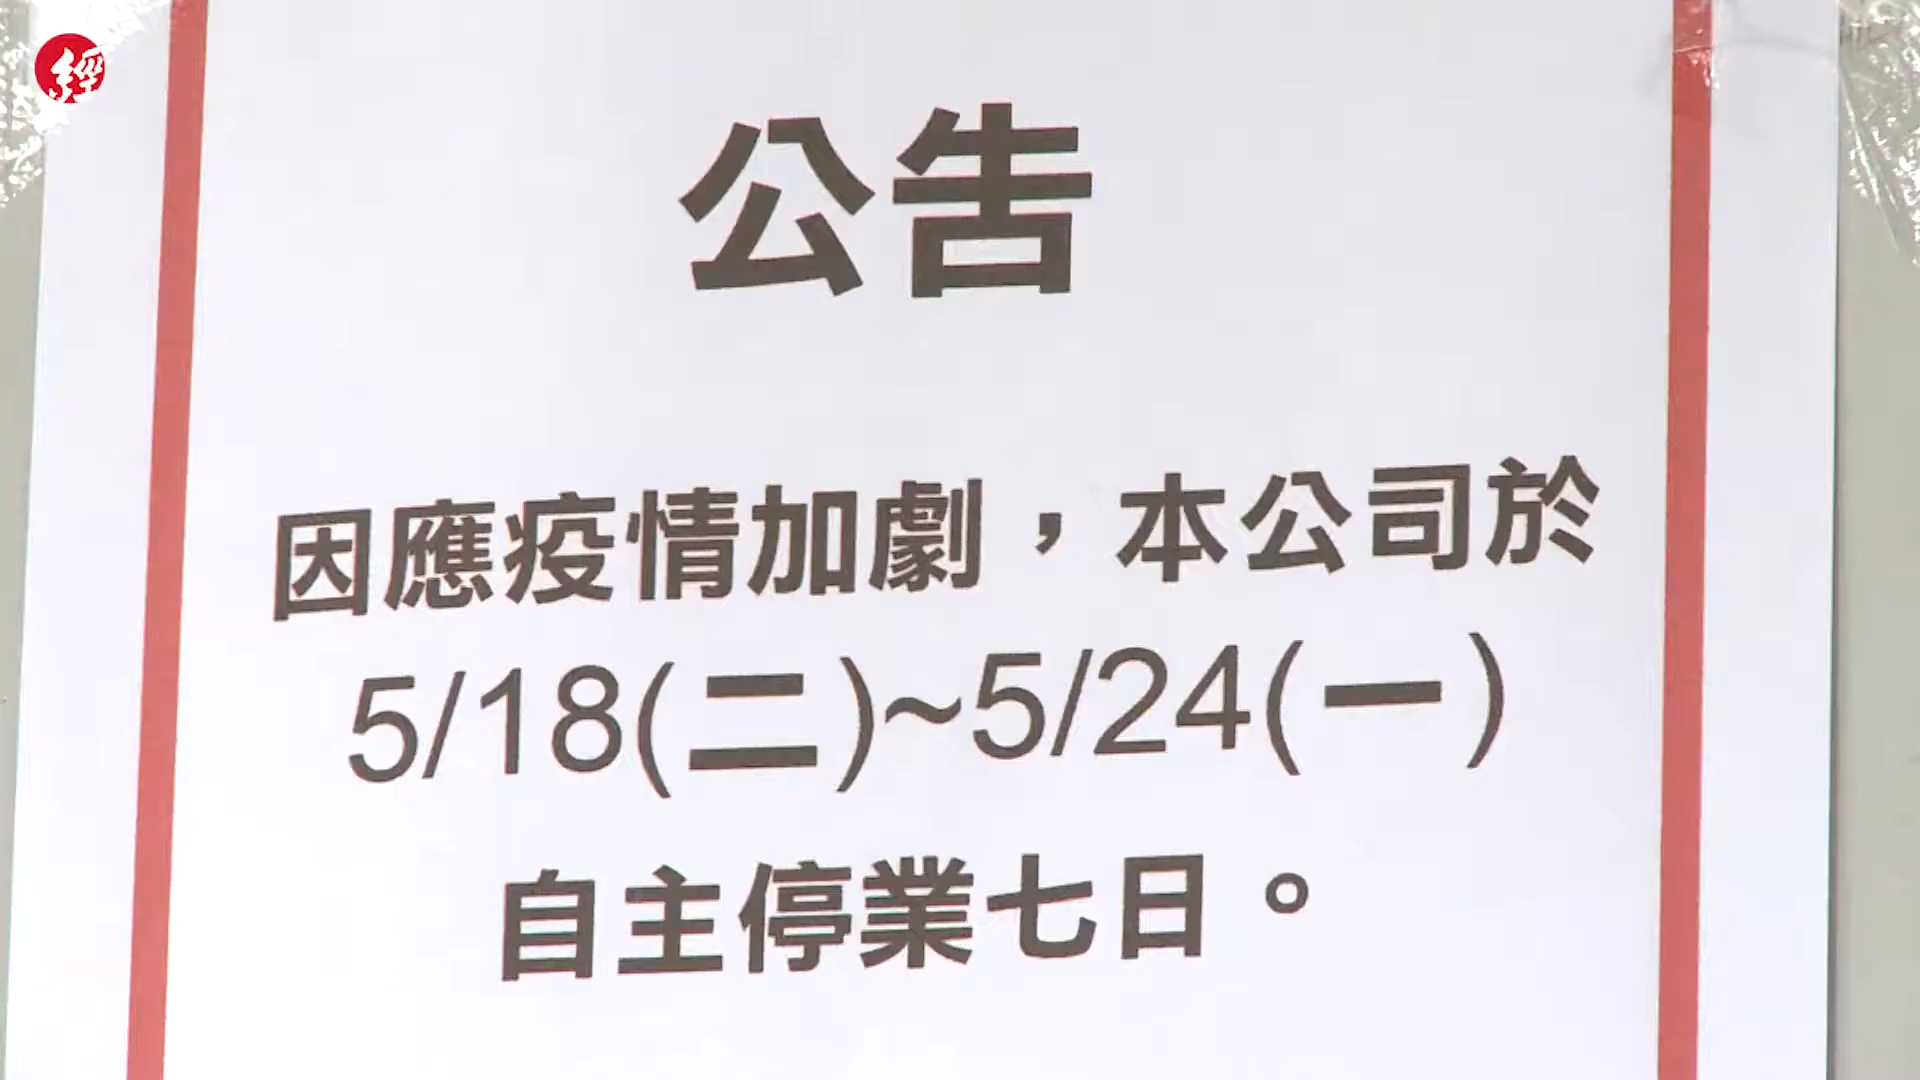 經
公告
因應疫情加劇，本公司於
5/18(二)~5/24(一)
自主停業七日。